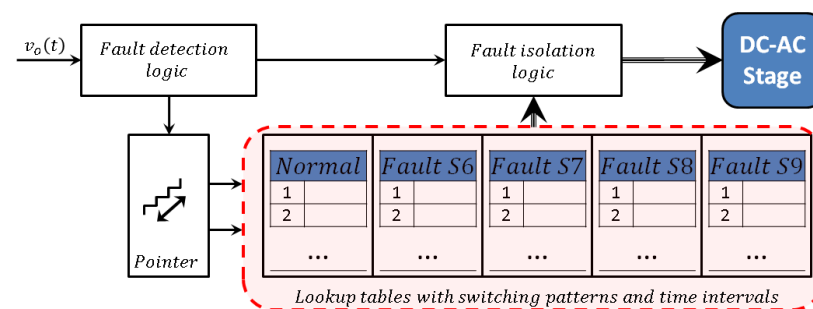 v_o(t)
Fault detection
logic
Fault isolation
logic
DC-AC
Stage
Pointer
Normal
1
2
...
Fault S6
1
2
...
Fault S7
1
2
...
Fault S8
1
2
...
Fault S9
1
2
...
Lookup tables with switching patterns and time intervals